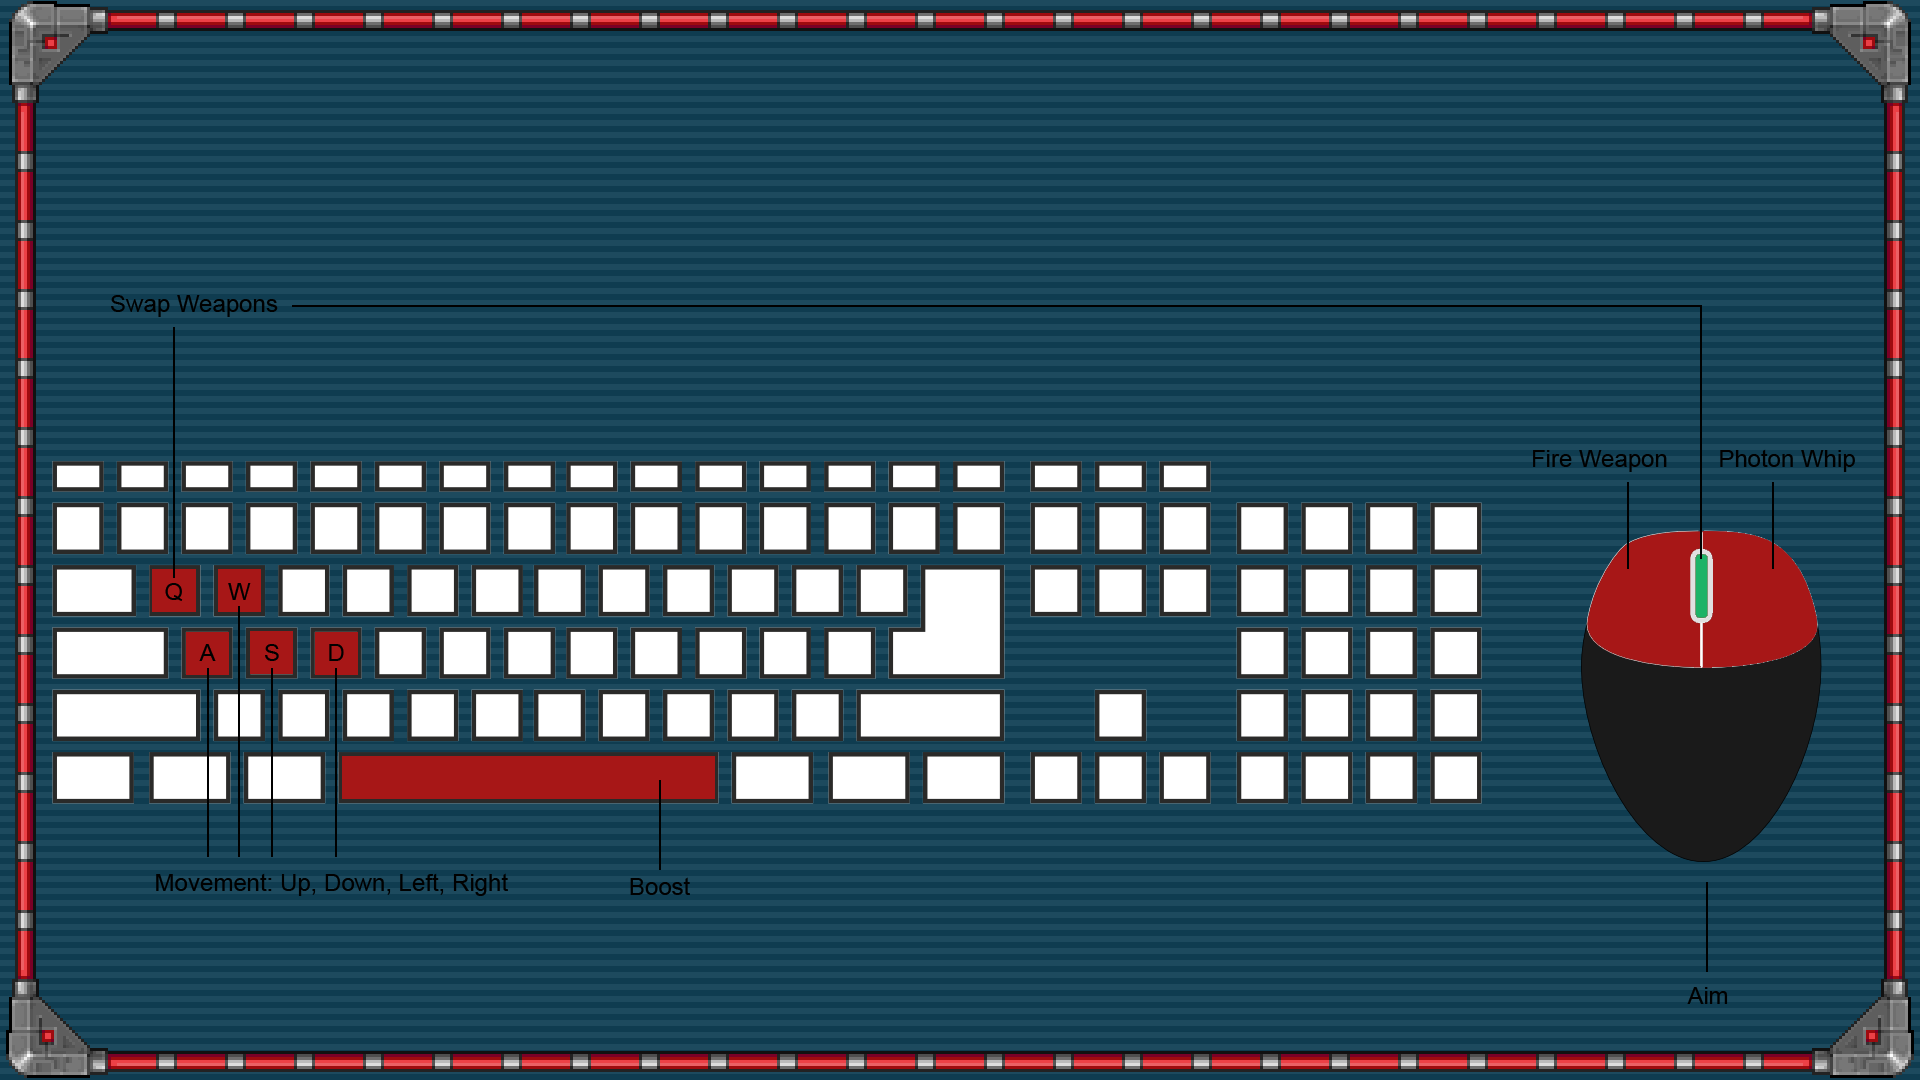 Swap Weapons
Fire Weapon
Photon Whip
Q
W
A
S
D
Movement: Up, Down, Left, Right
Boost
Aim